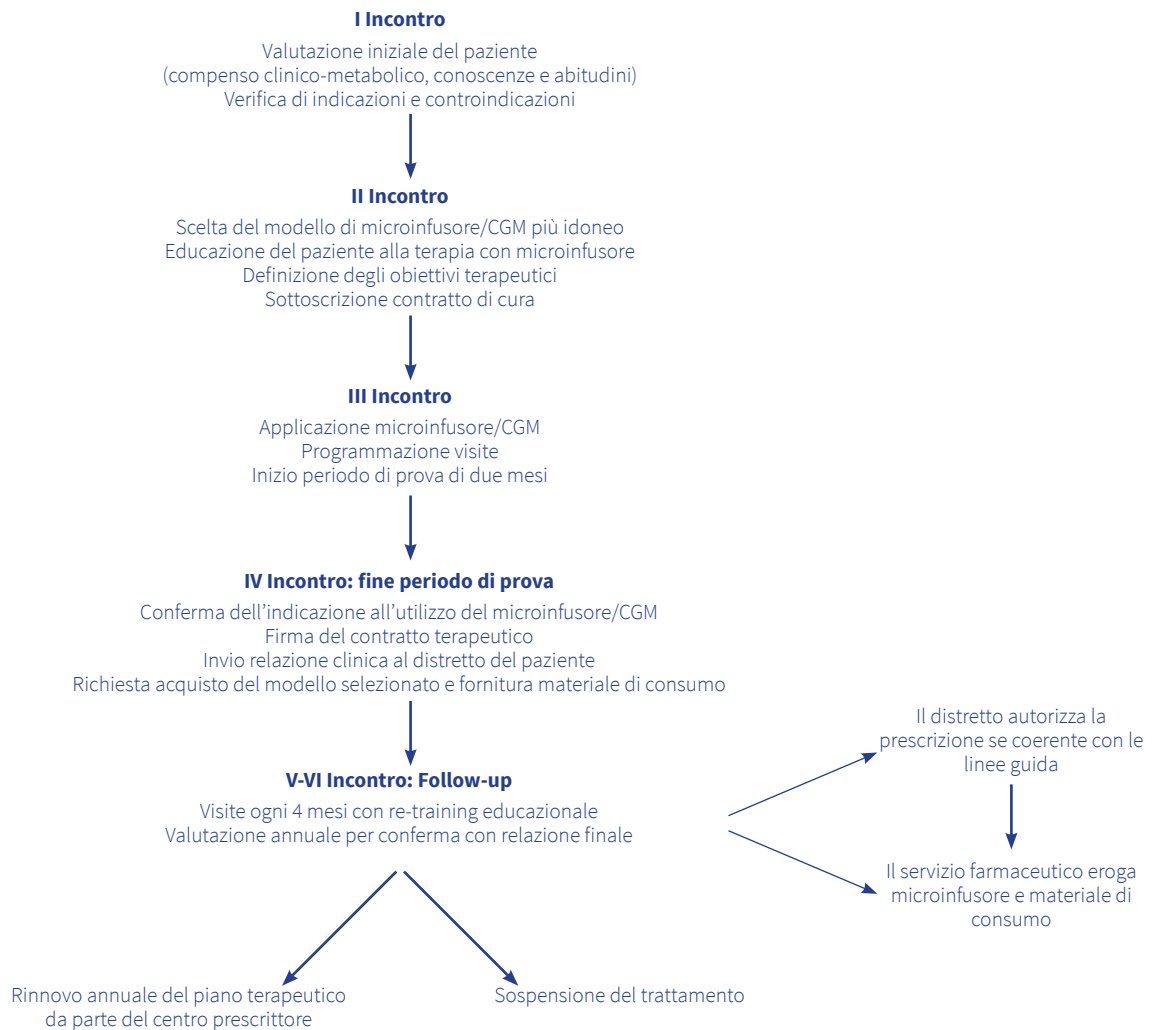 I Incontro
Valutazione iniziale del paziente
(compenso clinico-metabolico, conoscenze e abitudini)
Verifica di indicazioni e controindicazioni
II Incontro
Scelta del modello di microinfusore/CGM più idoneo
Educazione del paziente alla terapia con microinfusore
Definizione degli obiettivi terapeutici
Sottoscrizione contratto di cura
III Incontro
Applicazione microinfusore/CGM
Programmazione visite
Inizio periodo di prova di due mesi
IV Incontro: fine periodo di prova
Conferma dell’indicazione all’utilizzo del microinfusore/CGM
Firma del contratto terapeutico
Invio relazione clinica al distretto del paziente
Richiesta acquisto del modello selezionato e fornitura materiale di consumo
V-VI Incontro: Follow-up
Visite ogni 4 mesi con re-training educazionale
Valutazione annuale per conferma con relazione finale
Il distretto autorizza la
prescrizione se coerente con le
linee guida
Il servizio farmaceutico eroga
microinfusore e materiale di
consumo
Rinnovo annuale del piano terapeutico
da parte del centro prescrittore
Sospensione del trattamento